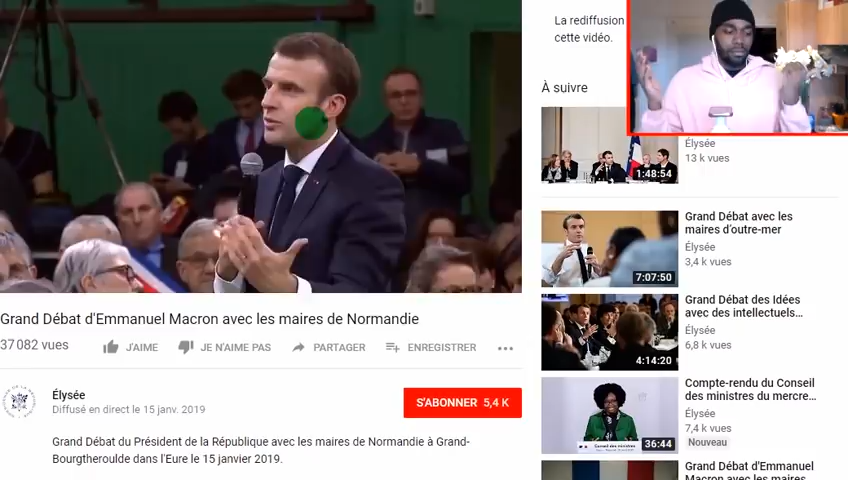 La rediffusion
cette vidéo.
À suivre
Élysée
13 k vues
1:48:54
Grand Débat avec les
maires d'outre-mer
Élysée
3,4 k vues
7:07:50
Grand Débat des Idées
avec des intellectuels...
Élysée
6,8 k vues
4:14:20
Compte-rendu du Conseil
des ministres du mercre...
Élysée
7,4 k vues
Nouveau
36:44
Grand Débat d'Emmanuel
Macron avec les maires
Grand Débat d'Emmanuel Macron avec les maires de Normandie
37 082 vues
J'AIME
JE N'AIME PAS
PARTAGER
ENREGISTRER
Élysée
Diffusé en direct le 15 janv. 2019
S'ABONNER 5,4 K
Grand Débat du Président de la République avec les maires de Normandie à Grand-
Bourgtheroulde dans l'Eure le 15 janvier 2019.